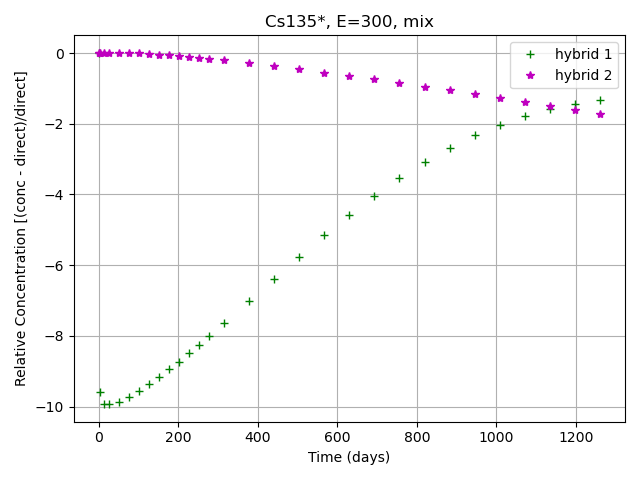 Cs135*, E=300, mix
hybrid 1
hybrid 2
Relative Concentration [(conc - direct)/direct]
0
−2
−4
−6
−8
−10
0 200 400 600 800 1000 1200
Time (days)